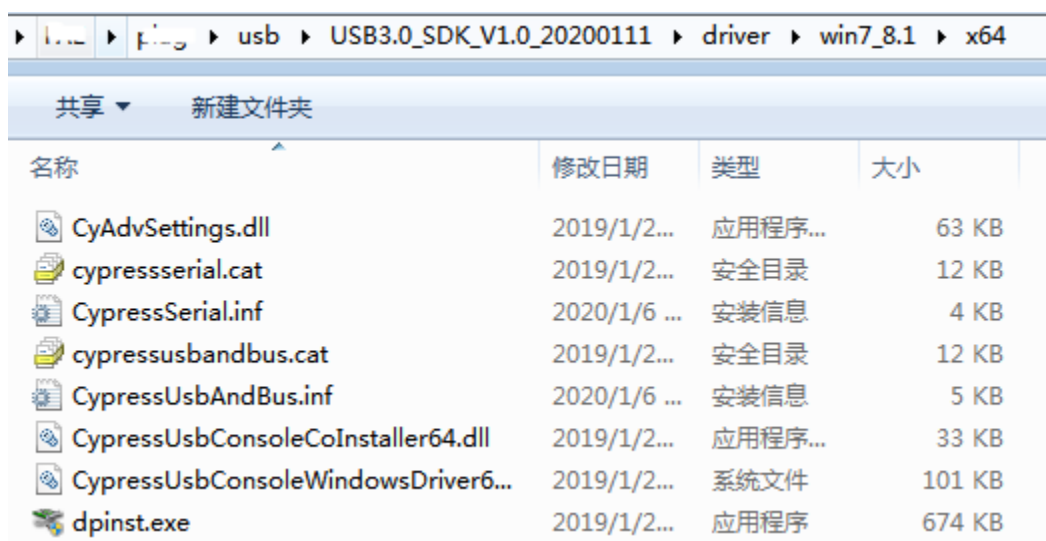 usb USB3.0_SDK_V1.0_20200111 driver win7_8.1 x64
共享 新建文件夹
名称 修改日期 类型 大小
CyAdvSettings.dll 2019/1/2... 应用程序... 63 KB
cypressserial.cat 2019/1/2... 安全目录 12 KB
CypressSerial.inf 2020/1/6 ... 安装信息 4 KB
cypressusbandbus.cat 2019/1/2... 安全目录 12 KB
CypressUsbAndBus.inf 2020/1/6 ... 安装信息 5 KB
CypressUsbConsoleCoInstaller64.dll 2019/1/2... 应用程序... 33 KB
CypressUsbConsoleWindowsDriver6... 2019/1/2... 系统文件 101 KB
dpinst.exe 2019/1/2... 应用程序 674 KB